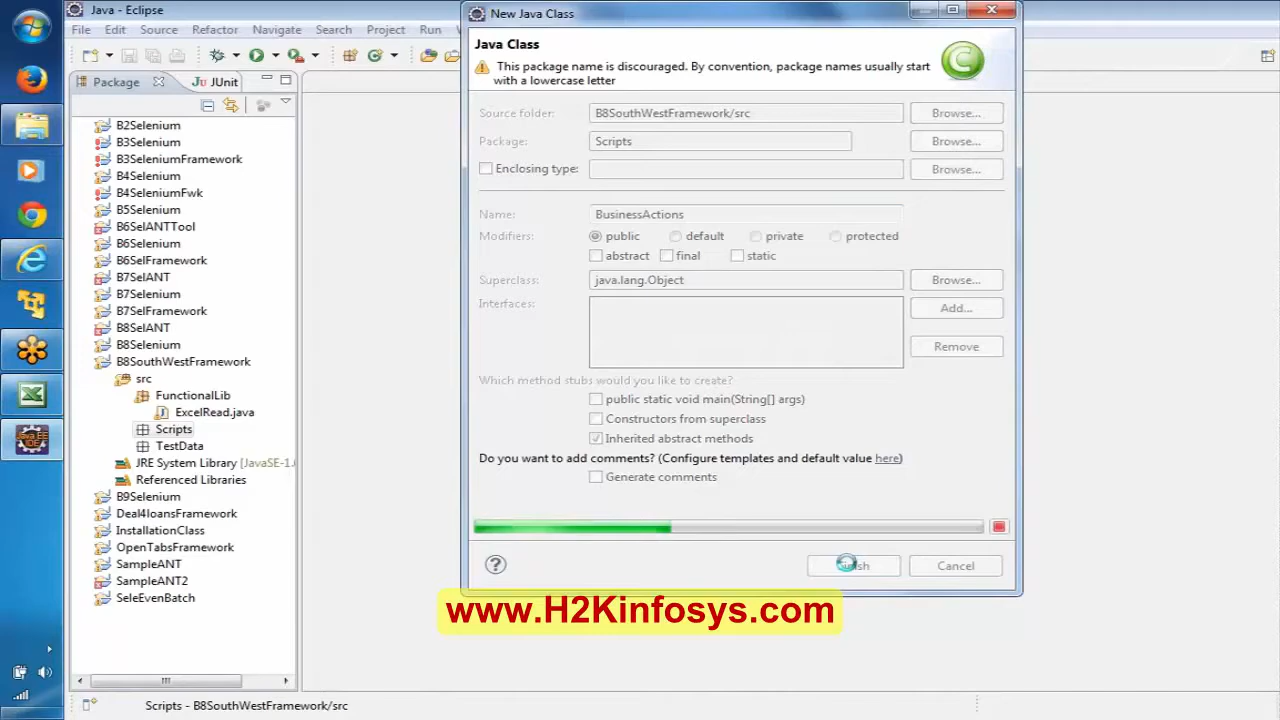 Java - Eclipse
File Edit Source Refactor Navigate Search Project Run
Package
JUnit
B2Selenium
B3Selenium
B3SeleniumFramework
B4Selenium
B4SeleniumFwk
B5Selenium
B6SelANTTool
B6Selenium
B6SelFramework
B7SelANT
B7Selenium
B7SelFramework
B8SelANT
B8Selenium
B8SouthWestFramework
src
FunctionalLib
ExcelRead.java
Scripts
TestData
JRE System Library [JavaSE-1.
Referenced Libraries
B9Selenium
Deal4loansFramework
InstallationClass
OpenTabsFramework
SampleANT
SampleANT2
SeleEvenBatch
Scripts - B8SouthWestFramework/src
New Java Class
Java Class
This package name is discouraged. By convention, package names usually start
with a lowercase letter
Source folder: B8SouthWestFramework/src Browse...
Package: Scripts Browse...
Enclosing type: Browse...
Name: BusinessActions
Modifiers: public default private protected
abstract final static
Superclass: java.lang.Object Browse...
Interfaces: Add...
Remove
Which method stubs would you like to create?
public static void main(String[] args)
Constructors from superclass
Inherited abstract methods
Do you want to add comments? (Configure templates and default value here)
Generate comments
Cancel
www.H2Kinfosys.com